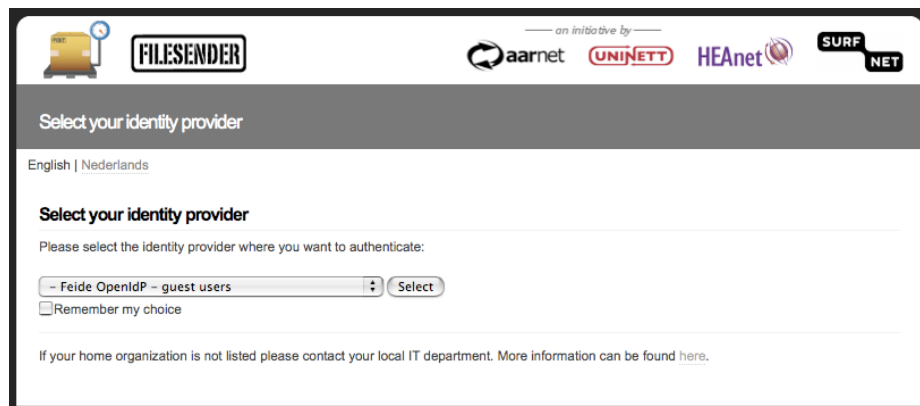 FILESENDER
an initiative by
aarnet
UNINETT
HEAnet
SURF
NET
Select your identity provider
English | Nederlands
Select your identity provider
Please select the identity provider where you want to authenticate:
– Feide OpenIdP – guest users Select
Remember my choice
If your home organization is not listed please contact your local IT department. More information can be found here.